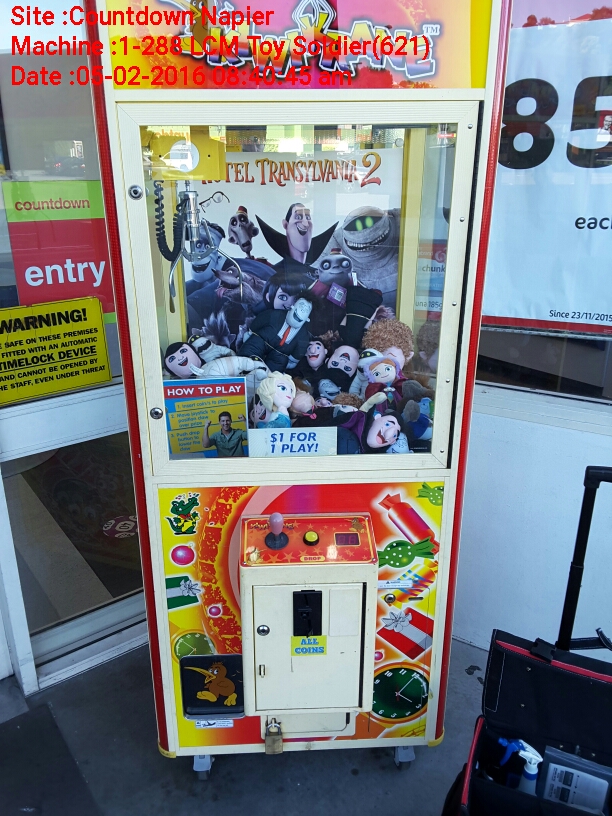 Site :Countdown Napier
Machine :1-288 LCM Toy Soldier(621)
Date :05-02-2016 08:40:45 am
HOTEL TRANSYLVANIA 2
countdown
entry
WARNING!
SAFE ON THESE PREMISES
FITTED WITH AN AUTOMATIC
TIMELOCK DEVICE
AND CANNOT BE OPENED BY
THE STAFF, EVEN UNDER THREAT
85
each
Since 23/11/2015
HOW TO PLAY
$1 FOR
1 PLAY!
DROP
ALL
COINS